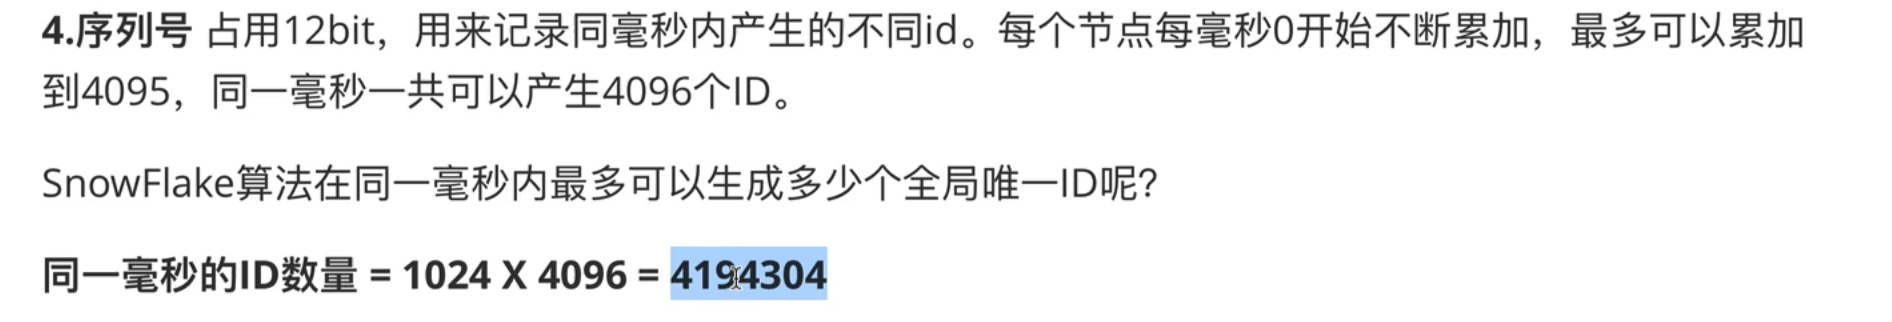 4.序列号 占用12bit，用来记录同毫秒内产生的不同id。每个节点每毫秒0开始不断累加，最多可以累加
到4095，同一毫秒一共可以产生4096个ID。
SnowFlake算法在同一毫秒内最多可以生成多少个全局唯一ID呢？
同一毫秒的ID数量 = 1024 X 4096 = 4194304